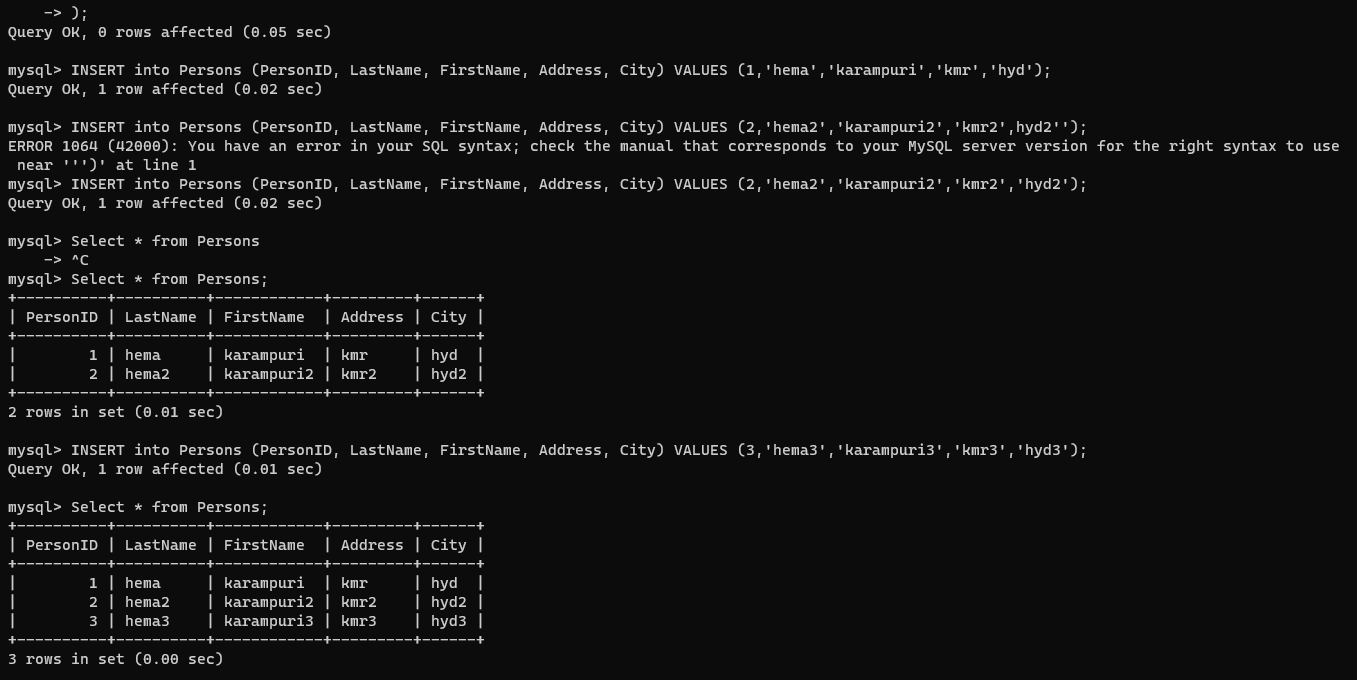 -> );
Query OK, 0 rows affected (0.05 sec)

mysql> INSERT into Persons (PersonID, LastName, FirstName, Address, City) VALUES (1,'hema','karampuri','kmr','hyd');
Query OK, 1 row affected (0.02 sec)

mysql> INSERT into Persons (PersonID, LastName, FirstName, Address, City) VALUES (2,'hema2','karampuri2','kmr2',hyd2'');
ERROR 1064 (42000): You have an error in your SQL syntax; check the manual that corresponds to your MySQL server version for the right syntax to use
 near ''')' at line 1
mysql> INSERT into Persons (PersonID, LastName, FirstName, Address, City) VALUES (2,'hema2','karampuri2','kmr2','hyd2');
Query OK, 1 row affected (0.02 sec)

mysql> Select * from Persons
    -> ^C
mysql> Select * from Persons;
+----------+----------+------------+---------+------+
| PersonID | LastName | FirstName  | Address | City |
+----------+----------+------------+---------+------+
|        1 | hema     | karampuri  | kmr     | hyd  |
|        2 | hema2    | karampuri2 | kmr2    | hyd2 |
+----------+----------+------------+---------+------+
2 rows in set (0.01 sec)

mysql> INSERT into Persons (PersonID, LastName, FirstName, Address, City) VALUES (3,'hema3','karampuri3','kmr3','hyd3');
Query OK, 1 row affected (0.01 sec)

mysql> Select * from Persons;
+----------+----------+------------+---------+------+
| PersonID | LastName | FirstName  | Address | City |
+----------+----------+------------+---------+------+
|        1 | hema     | karampuri  | kmr     | hyd  |
|        2 | hema2    | karampuri2 | kmr2    | hyd2 |
|        3 | hema3    | karampuri3 | kmr3    | hyd3 |
+----------+----------+------------+---------+------+
3 rows in set (0.00 sec)